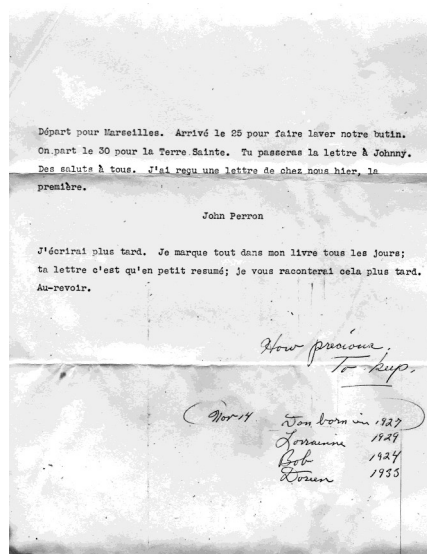 Départ pour Marseilles. Arrivé le 25 pour faire laver notre butin.
On part le 30 pour la Terre Sainte. Tu passeras la lettre à Johnny.
Des saluts à tous. J'ai reçu une lettre de chez nous hier, la
première.
John Perron
J'écrirai plus tard. Je marque tout dans mon livre tous les jours;
ta lettre c'est qu'en petit resumé; je vous raconterai cela plus tard.
Au-revoir.
How precious.
To keep.
Nov 14 Don born in 1927
Lorraine 1929
Bob 1924
Dorien 1933